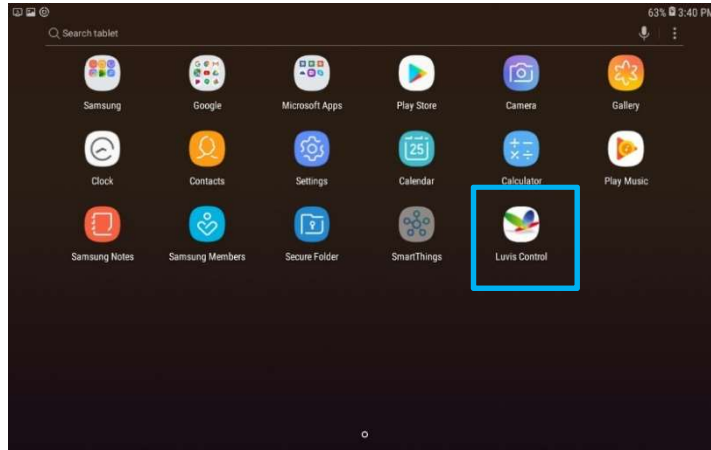 63% 3:40 PM
Search tablet
Samsung Google Microsoft Apps Play Store Camera Gallery
25
Clock Contacts Settings Calendar Calculator Play Music
Samsung Notes Samsung Members Secure Folder SmartThings Luvis Control